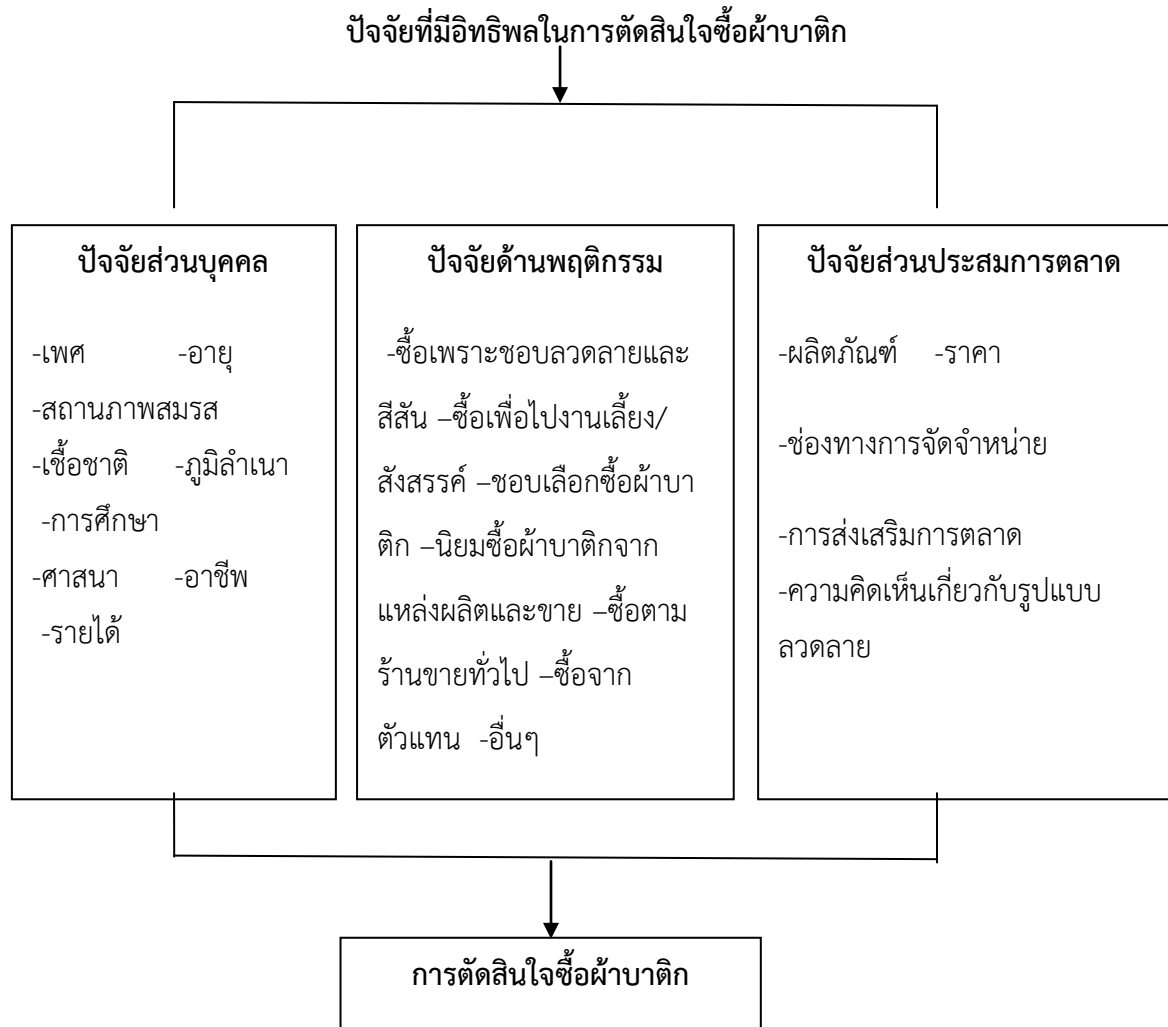 ปัจจัยที่มีอิทธิพลในการตัดสินใจซื้อผ้าบาติก
ปัจจัยส่วนบุคคล
-เพศ -อายุ
-สถานภาพสมรส
-เชื้อชาติ -ภูมิลำเนา
-การศึกษา
-ศาสนา -อาชีพ
-รายได้
ปัจจัยด้านพฤติกรรม
-ซื้อเพราะชอบลวดลายและ
สีสัน –ซื้อเพื่อไปงานเลี้ยง/
สังสรรค์ –ชอบเลือกซื้อผ้าบา
ติก –นิยมซื้อผ้าบาติกจาก
แหล่งผลิตและขาย –ซื้อตาม
ร้านขายทั่วไป –ซื้อจาก
ตัวแทน -อื่นๆ
ปัจจัยส่วนประสมการตลาด
-ผลิตภัณฑ์ -ราคา
-ช่องทางการจัดจำหน่าย
-การส่งเสริมการตลาด
-ความคิดเห็นเกี่ยวกับรูปแบบ
ลวดลาย
การตัดสินใจซื้อผ้าบาติก